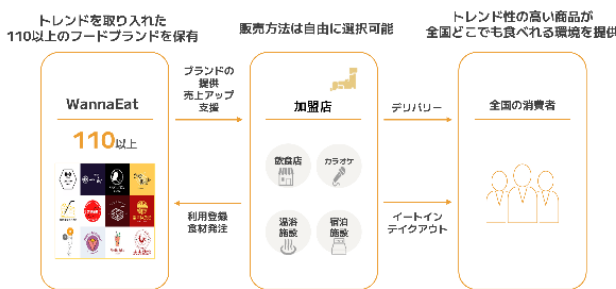 トレンドを取り入れた
110以上のフードブランドを保有
販売方法は自由に選択可能
トレンド性の高い商品が
全国どこでも食べれる環境を提供
WannaEat
110以上
ブランドの
提供
売上アップ
支援
利用登録
食材発注
加盟店
飲食店
カラオケ
温浴
施設
宿泊
施設
デリバリー
イートイン
テイクアウト
全国の消費者